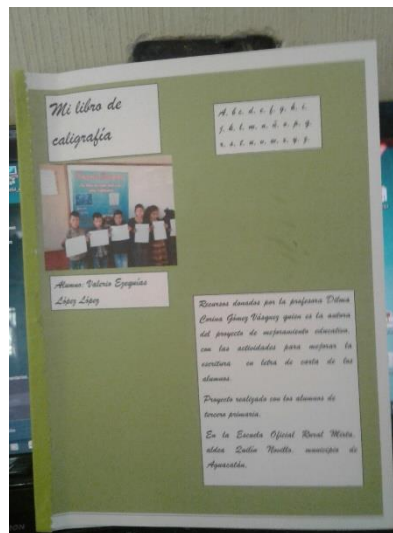 Mi libro de
caligrafía
A, b c, d, e, f, g, h, i,
j, k, l, m, n, ñ, o, p, q,
r, s, t, u, v, w, x, y, z.
Alumno: Valerio Ezequías
López López
Recursos donados por la profesora Vilma
Corina Gómez Vásquez quien es la autora
del proyecto de mejoramiento educativo,
con las actividades para mejorar la
escritura en letra de carta de los
alumnos.
Proyecto realizado con los alumnos de
tercero primaria.
En la Escuela Oficial Rural Mixta,
aldea Quilín Novillo, municipio de
Aguacatán.